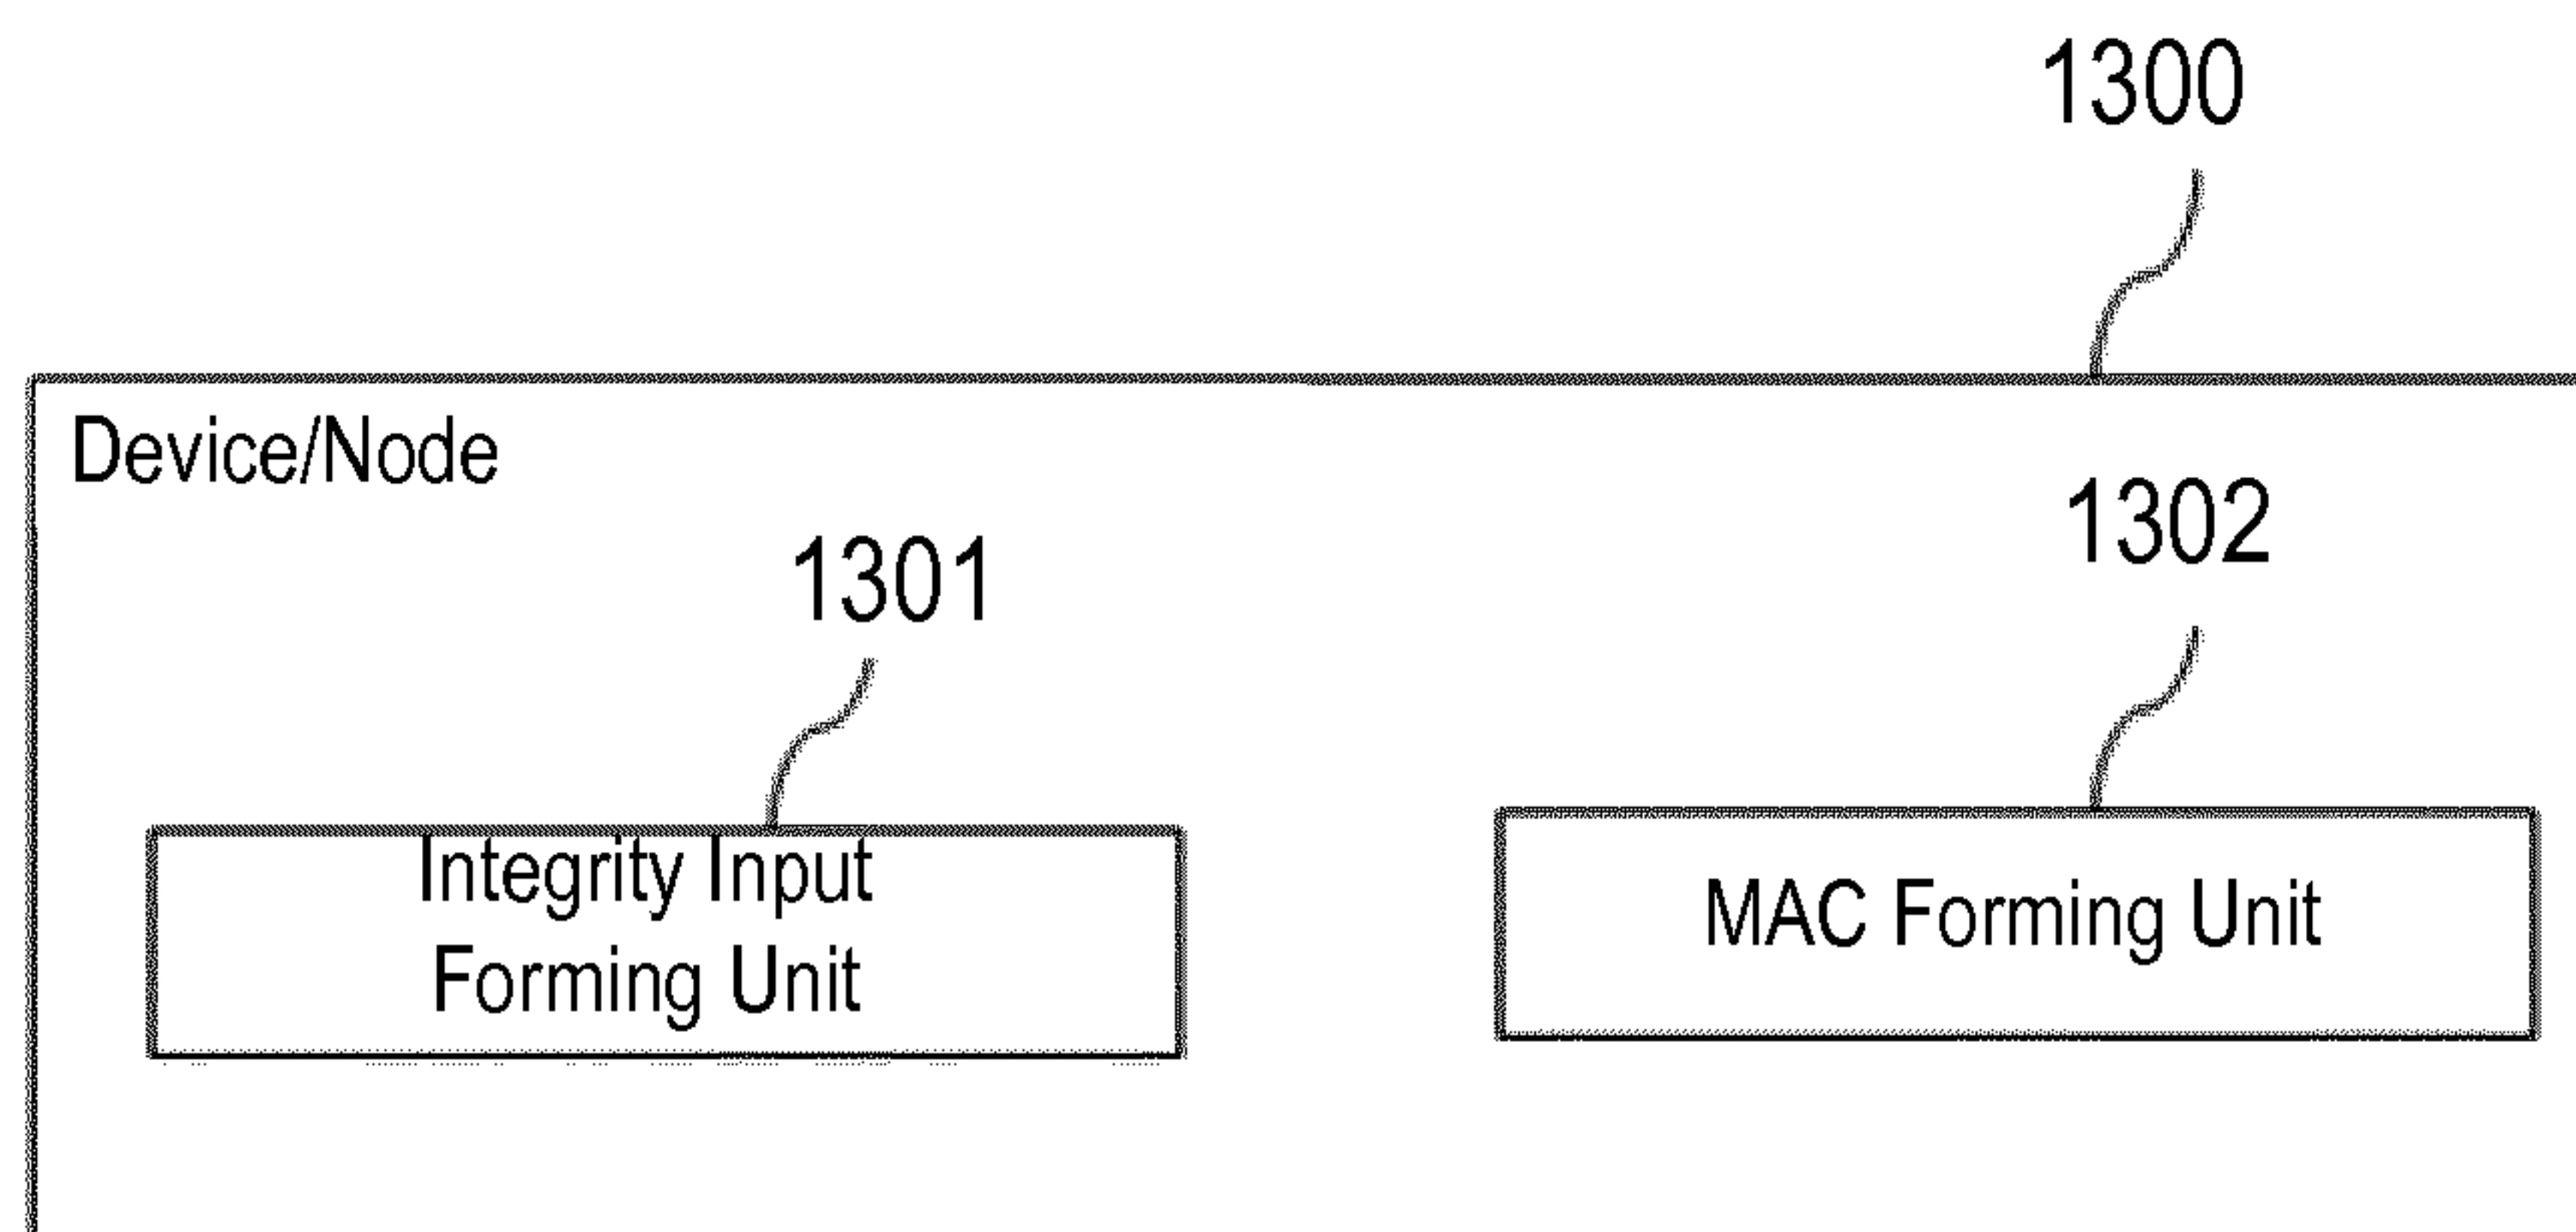 1300
Device/Node
1302
1301
Integrity Input
Forming Unit
MAC Forming Unit